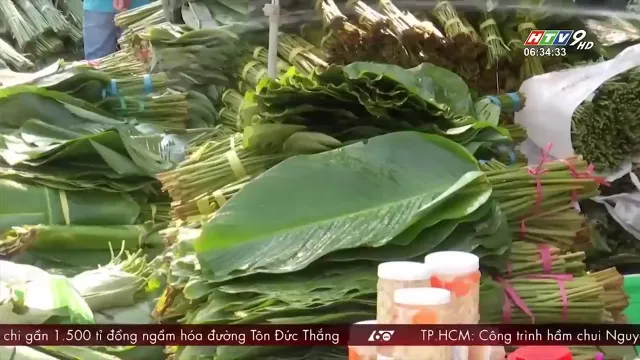 HTV9 HD
06:34:33
chi gần 1.500 tỉ đồng ngầm hóa đường Tôn Đức Thắng
TP.HCM: Công trình hầm chui Nguy